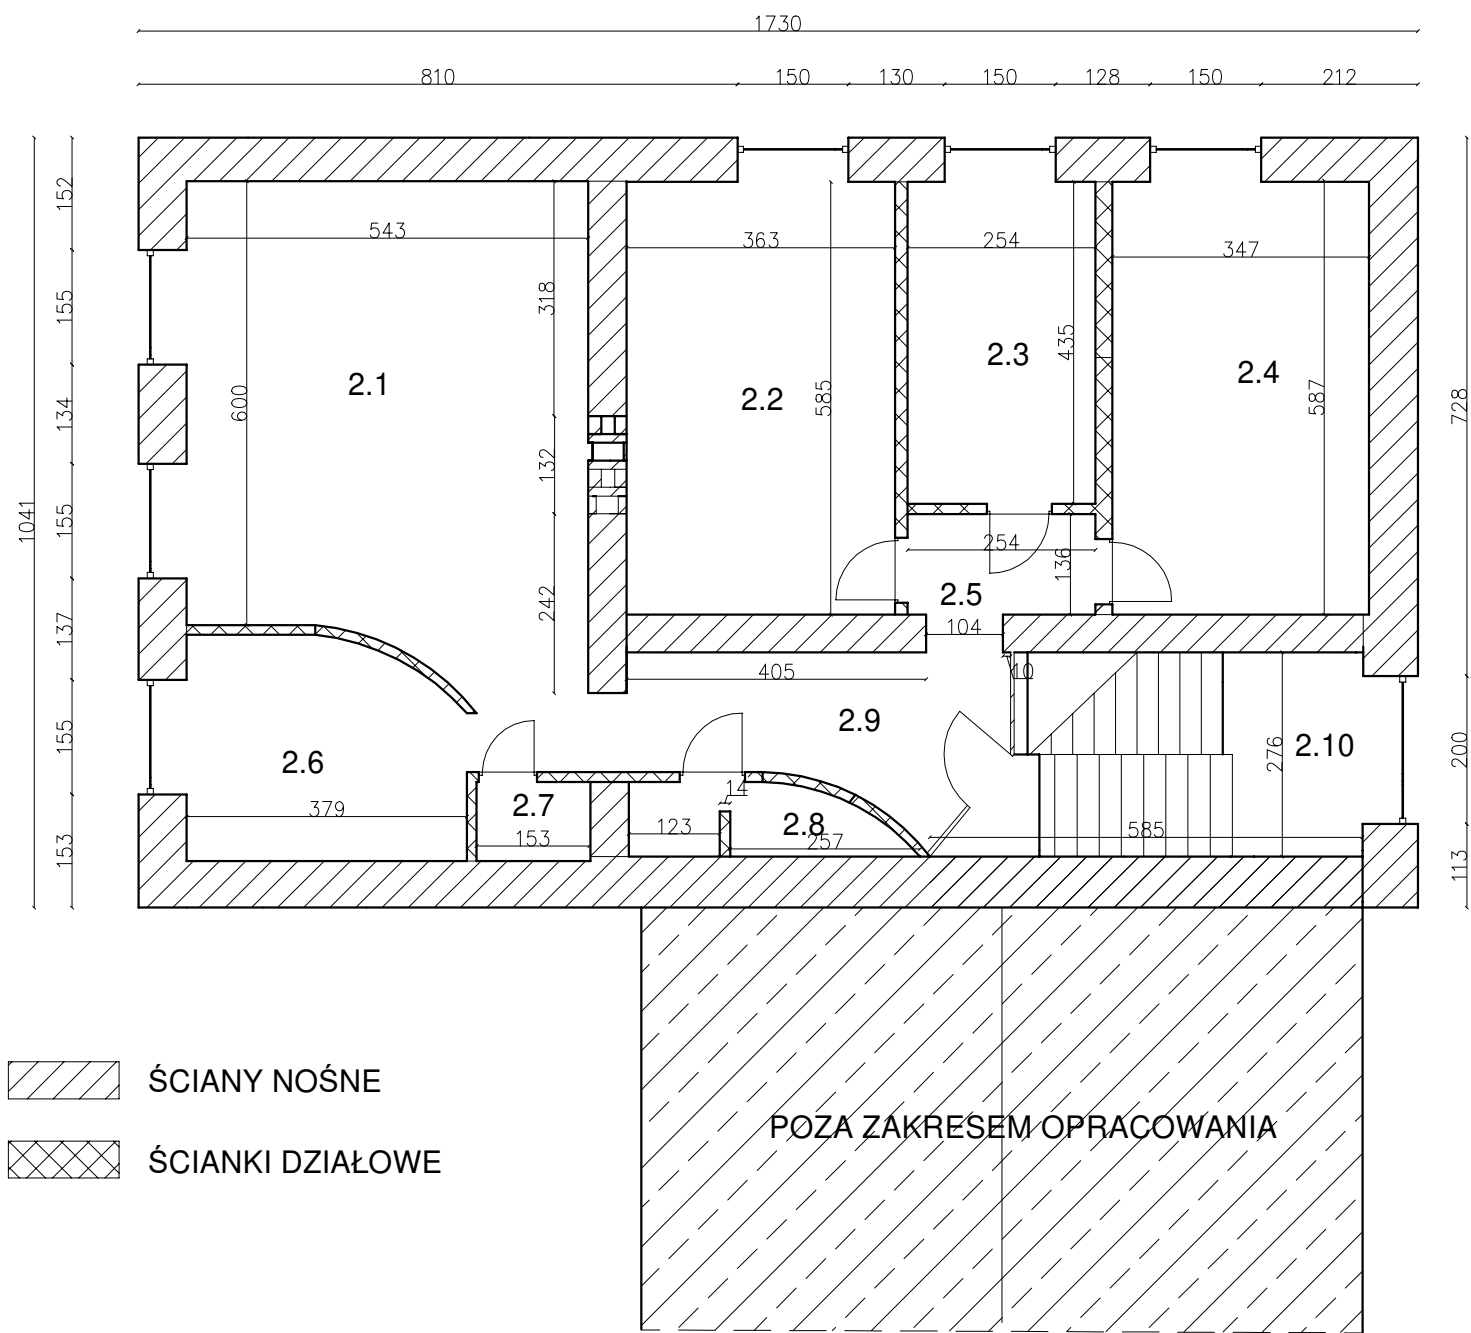 1730
810 150 130 150 128 150 212
152
543 363 254 347
155 318
435
2.3
2.1 2.2 2.4
600 585 587
134 728
132
1041 155
254
136
242 2.5
137 104
405 10
2.9
155 2.6 276 2.10 200
14
2.7 2.8
379 123 585
153 257
153 113
ŚCIANY NOŚNE
POZA ZAKRESEM OPRACOWANIA
ŚCIANKI DZIAŁOWE